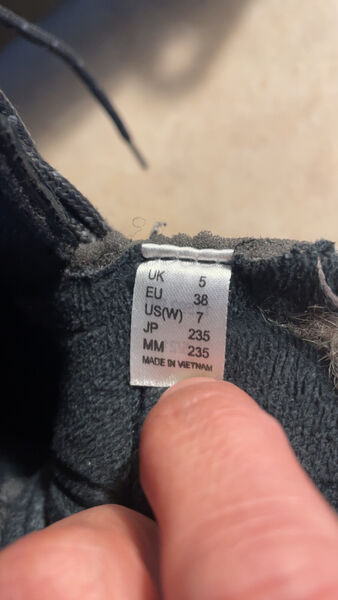 UK 5
EU 38
US(W) 7
JP 235
MM 235
MADE IN VIETNAM